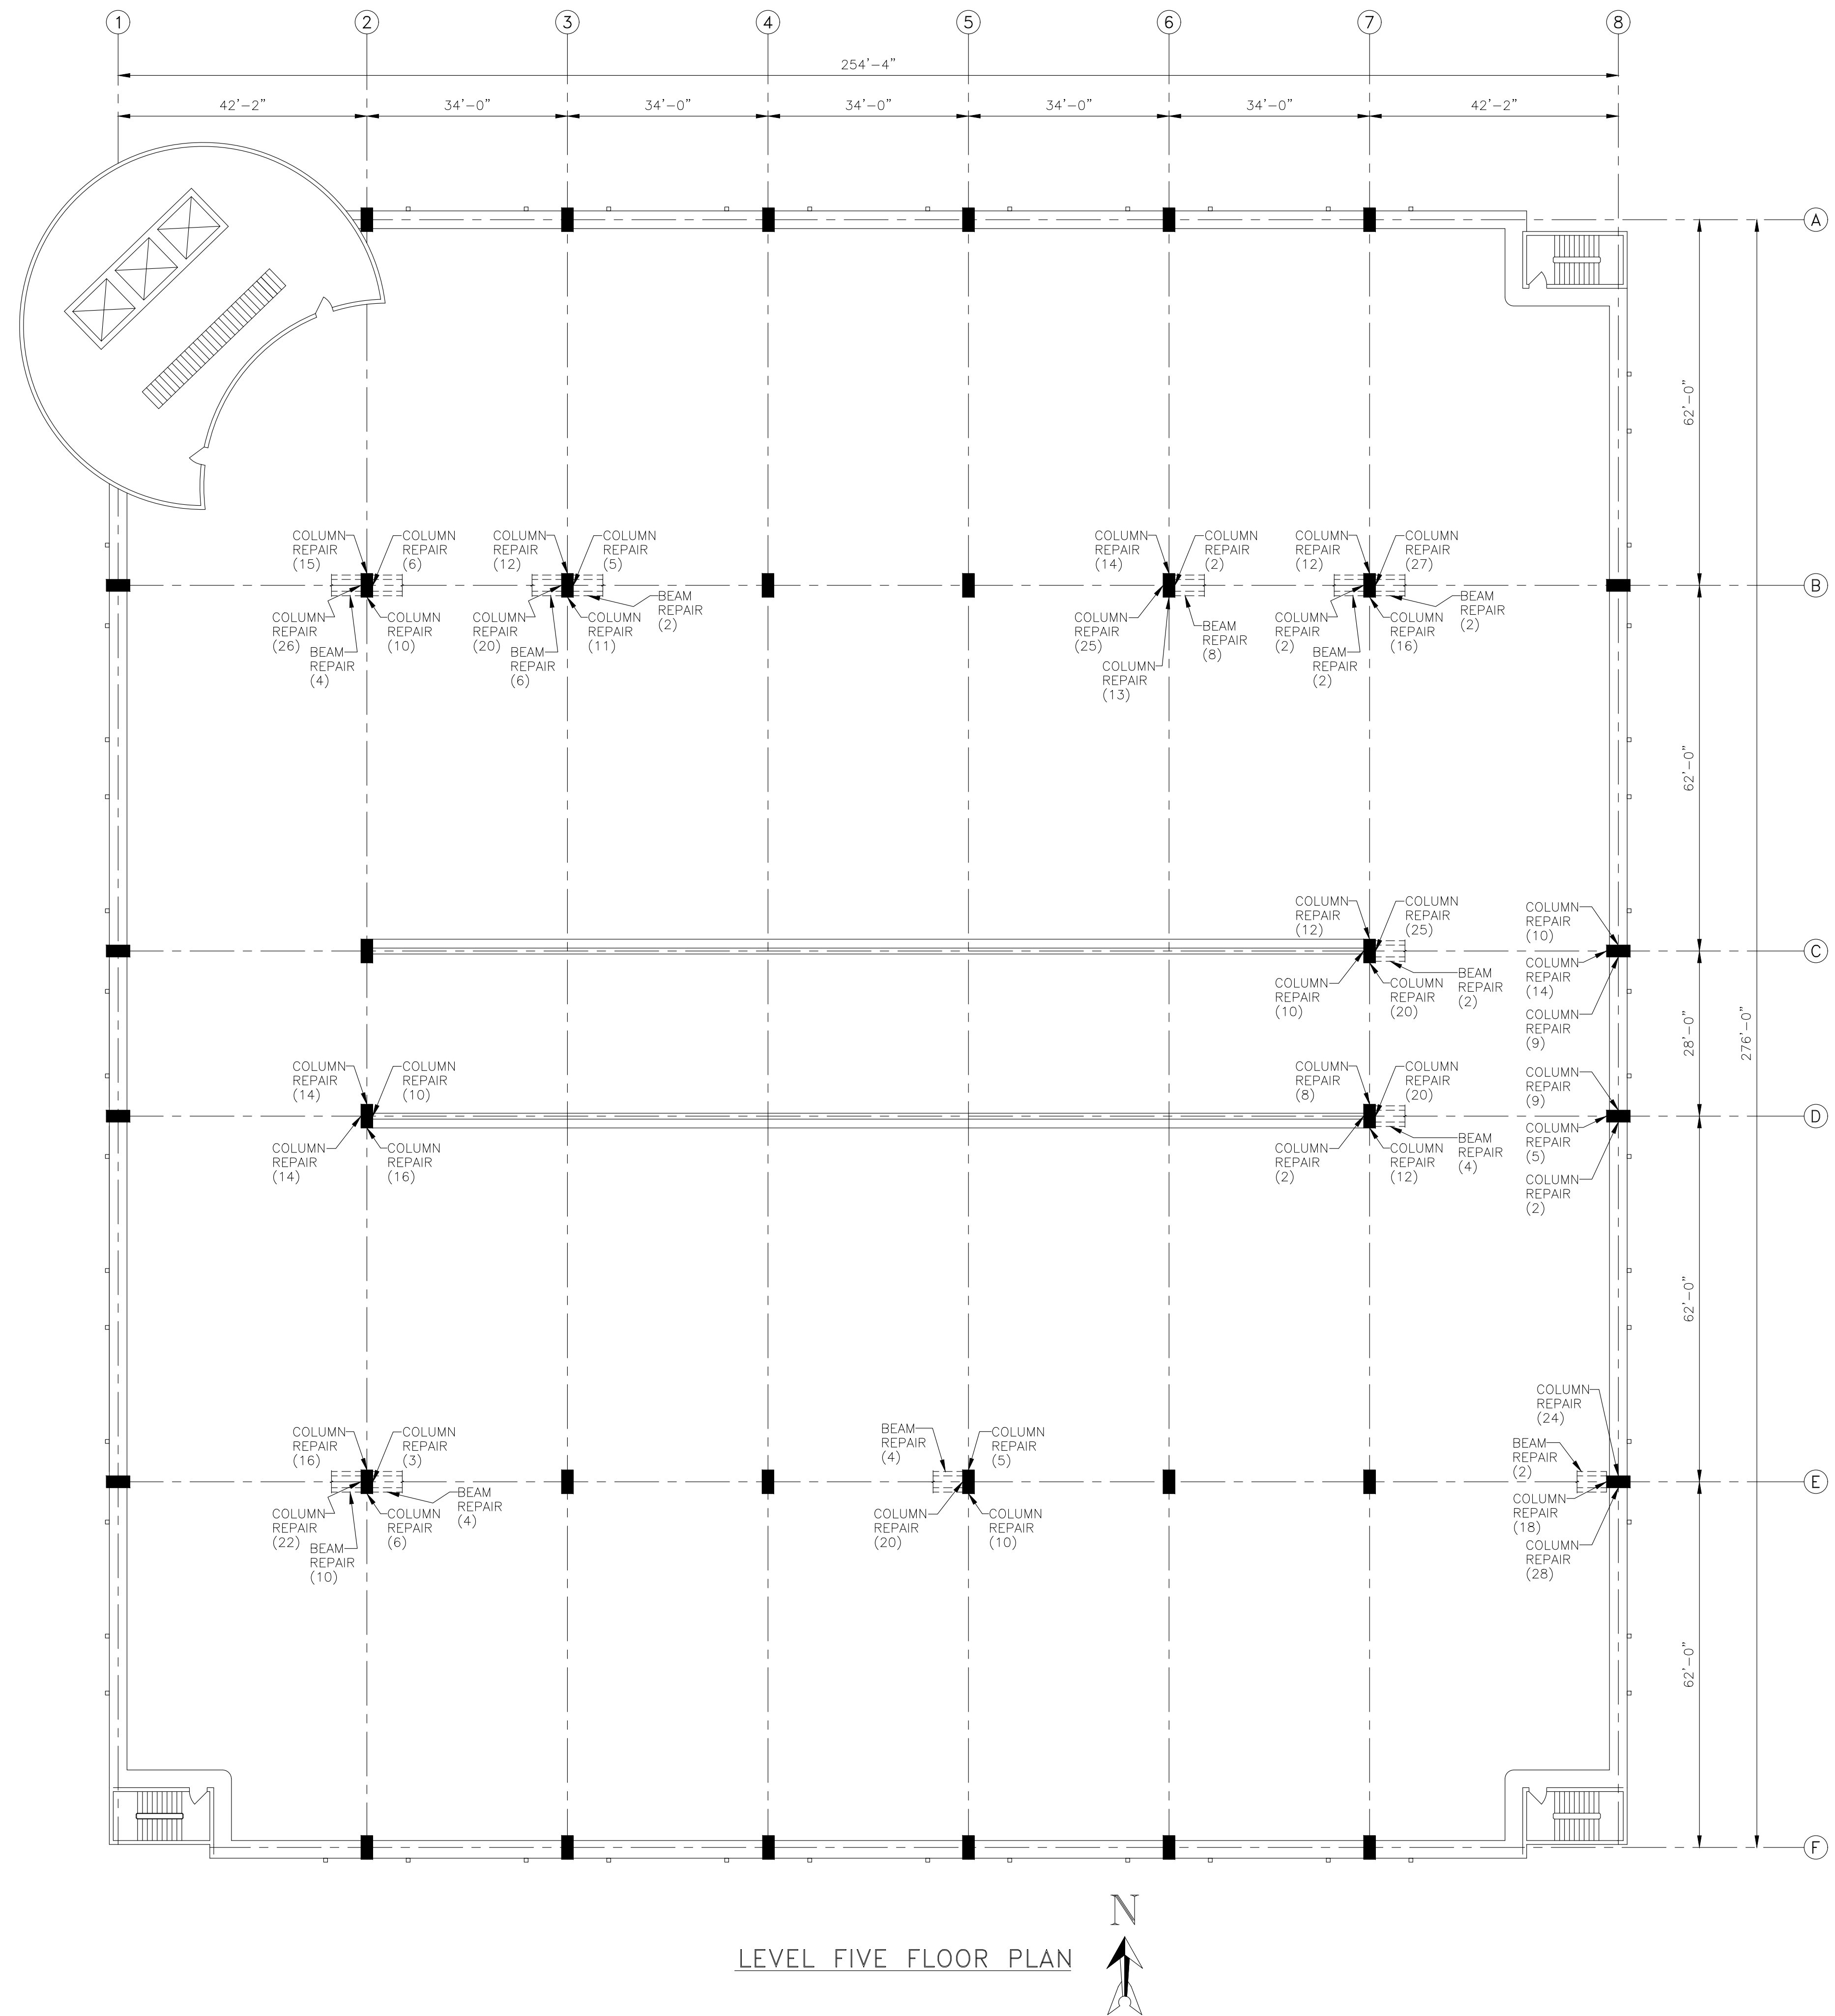 1
2
3
4
5
6
7
8
254'-4"
42'-2"
34'-0"
34'-0"
34'-0"
34'-0"
34'-0"
42'-2"
A
62'-0"
COLUMN
REPAIR
(15)
COLUMN
REPAIR
(6)
COLUMN
REPAIR
(12)
COLUMN
REPAIR
(5)
COLUMN
REPAIR
(14)
COLUMN
REPAIR
(2)
COLUMN
REPAIR
(12)
COLUMN
REPAIR
(27)
B
COLUMN
REPAIR
(26)
BEAM
REPAIR
(4)
COLUMN
REPAIR
(10)
COLUMN
REPAIR
(20)
BEAM
REPAIR
(6)
COLUMN
REPAIR
(11)
BEAM
REPAIR
(2)
COLUMN
REPAIR
(25)
COLUMN
REPAIR
(13)
BEAM
REPAIR
(8)
COLUMN
REPAIR
(2)
BEAM
REPAIR
(2)
COLUMN
REPAIR
(16)
BEAM
REPAIR
(2)
62'-0"
COLUMN
REPAIR
(12)
COLUMN
REPAIR
(25)
COLUMN
REPAIR
(10)
C
COLUMN
REPAIR
(10)
COLUMN
REPAIR
(20)
BEAM
REPAIR
(2)
COLUMN
REPAIR
(14)
COLUMN
REPAIR
(9)
28'-0"
276'-0"
COLUMN
REPAIR
(14)
COLUMN
REPAIR
(10)
COLUMN
REPAIR
(8)
COLUMN
REPAIR
(20)
COLUMN
REPAIR
(9)
D
COLUMN
REPAIR
(14)
COLUMN
REPAIR
(16)
COLUMN
REPAIR
(2)
COLUMN
REPAIR
(12)
BEAM
REPAIR
(4)
COLUMN
REPAIR
(5)
COLUMN
REPAIR
(2)
62'-0"
COLUMN
REPAIR
(16)
COLUMN
REPAIR
(3)
BEAM
REPAIR
(4)
COLUMN
REPAIR
(5)
COLUMN
REPAIR
(24)
BEAM
REPAIR
(2)
E
COLUMN
REPAIR
(22)
BEAM
REPAIR
(10)
COLUMN
REPAIR
(6)
BEAM
REPAIR
(4)
COLUMN
REPAIR
(20)
COLUMN
REPAIR
(10)
COLUMN
REPAIR
(18)
COLUMN
REPAIR
(28)
62'-0"
F
N
LEVEL FIVE FLOOR PLAN